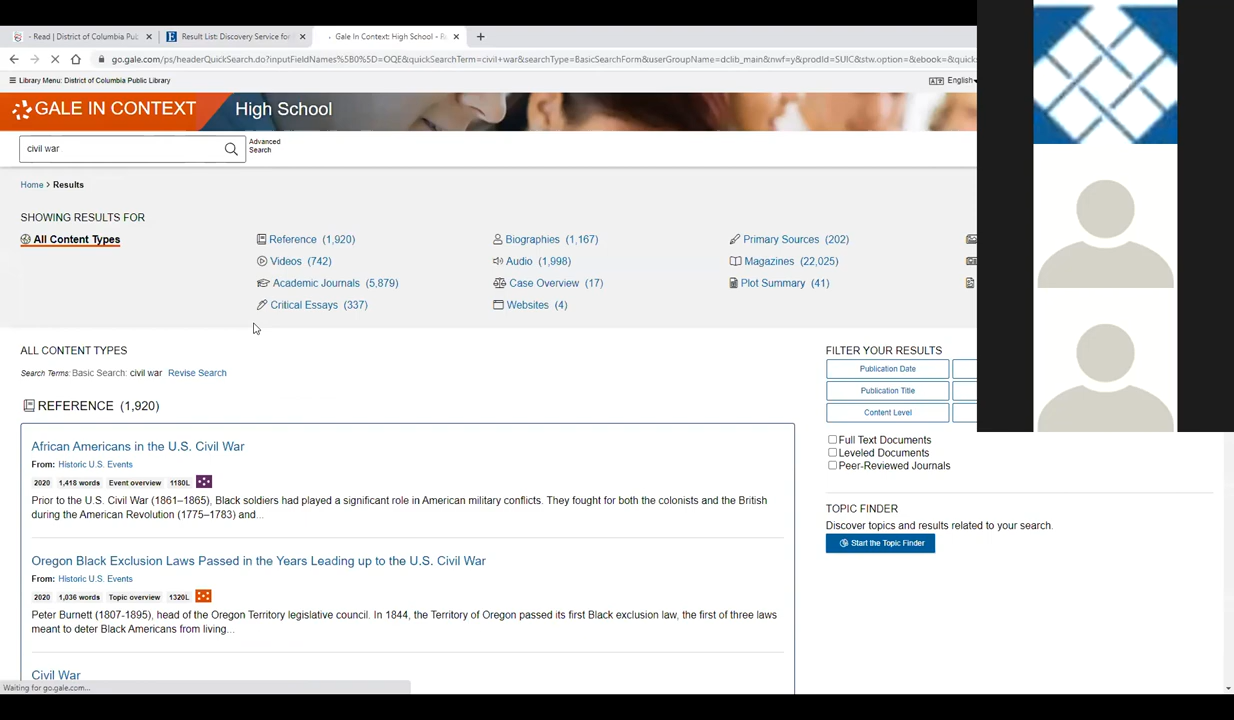 - Read | District of Columbia Pub
Result List: Discovery Service for
Gale In Context: High School - R
go.gale.com/ps/headerQuickSearch.do?inputFieldNames%5B0%5D=OQE&quickSearchTerm=civil+war&searchType=BasicSearchForm&userGroupName=dclib_main&nwf=y&prodId=SUIC&stw.option=&ebook=&quick
Library Menu: District of Columbia Public Library
English
GALE IN CONTEXT High School
civil war
Advanced
Search
Home > Results
SHOWING RESULTS FOR
All Content Types
Reference (1,920)
Biographies (1,167)
Primary Sources (202)
Videos (742)
Audio (1,998)
Magazines (22,025)
Academic Journals (5,879)
Case Overview (17)
Plot Summary (41)
Critical Essays (337)
Websites (4)
ALL CONTENT TYPES
Search Terms: Basic Search: civil war Revise Search
REFERENCE (1,920)
African Americans in the U.S. Civil War
From: Historic U.S. Events
2020 1,418 words Event overview 1180L
Prior to the U.S. Civil War (1861–1865), Black soldiers had played a significant role in American military conflicts. They fought for both the colonists and the British
during the American Revolution (1775–1783) and...
Oregon Black Exclusion Laws Passed in the Years Leading up to the U.S. Civil War
From: Historic U.S. Events
2020 1,036 words Topic overview 1320L
Peter Burnett (1807-1895), head of the Oregon Territory legislative council. In 1844, the Territory of Oregon passed its first Black exclusion law, the first of three laws
meant to deter Black Americans from living...
Civil War
FILTER YOUR RESULTS
Publication Date
Publication Title
Content Level
Full Text Documents
Leveled Documents
Peer-Reviewed Journals
TOPIC FINDER
Discover topics and results related to your search.
Start the Topic Finder
Waiting for go.gale.com...